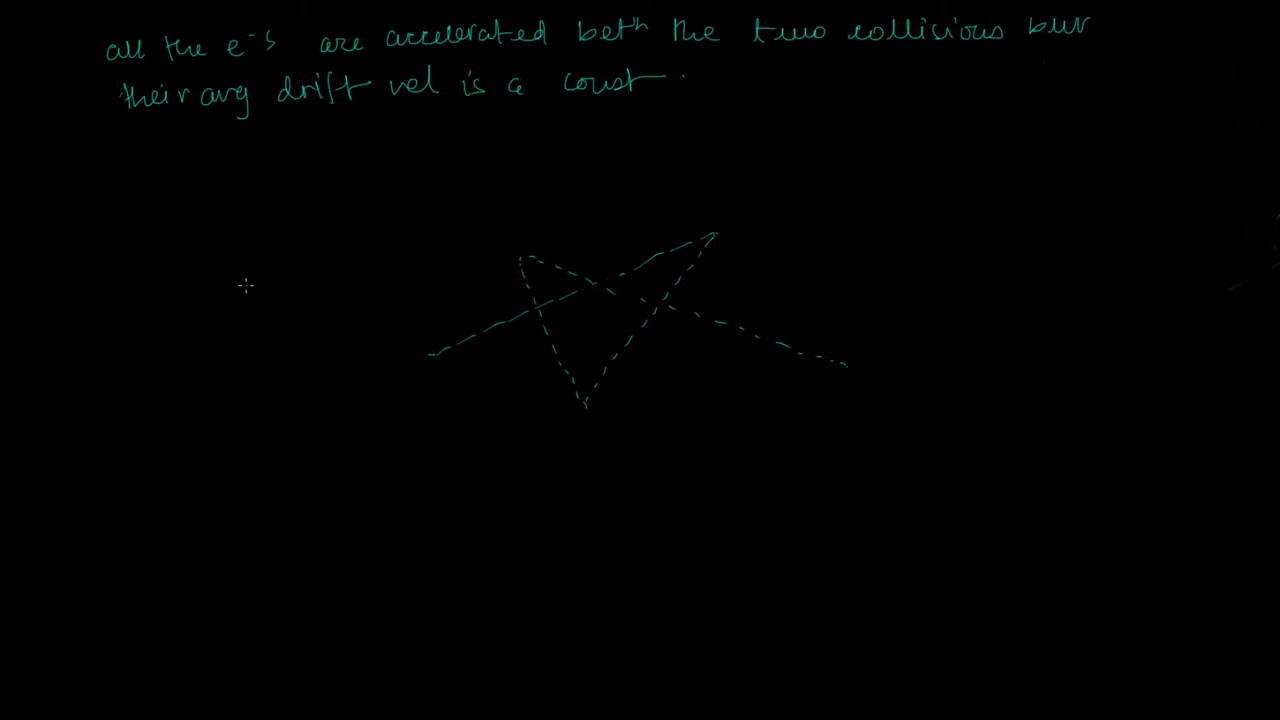 all the e⁻s are accelerated betⁿ the two collisions but
their avg drift vel is a const.